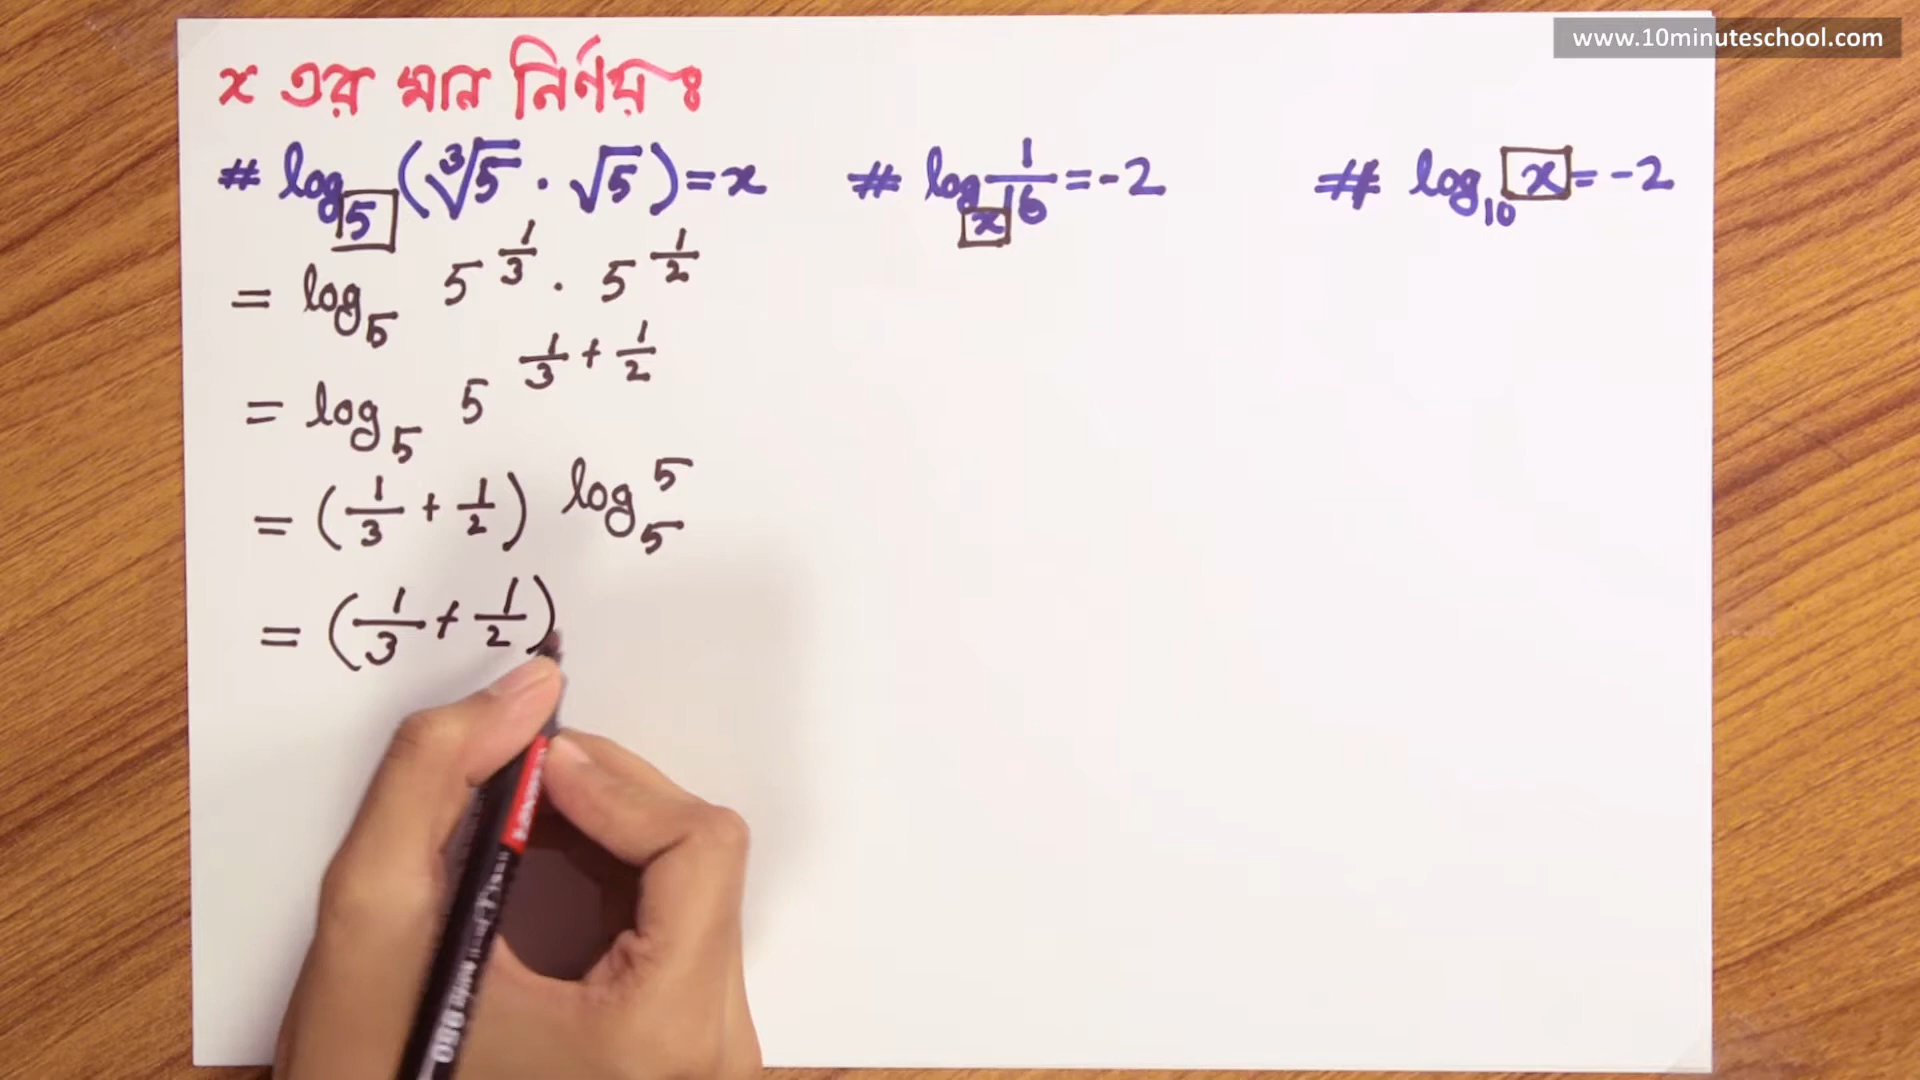 www.10minuteschool.com
x এর মান নির্ণয়ঃ
# log₅ (∛5 · √5) = x
= log₅ 5^(1/3) · 5^(1/2)
= log₅ 5^(1/3 + 1/2)
= (1/3 + 1/2) log₅ 5
= (1/3 + 1/2)
# logₓ 1/16 = -2
# log₁₀ x = -2